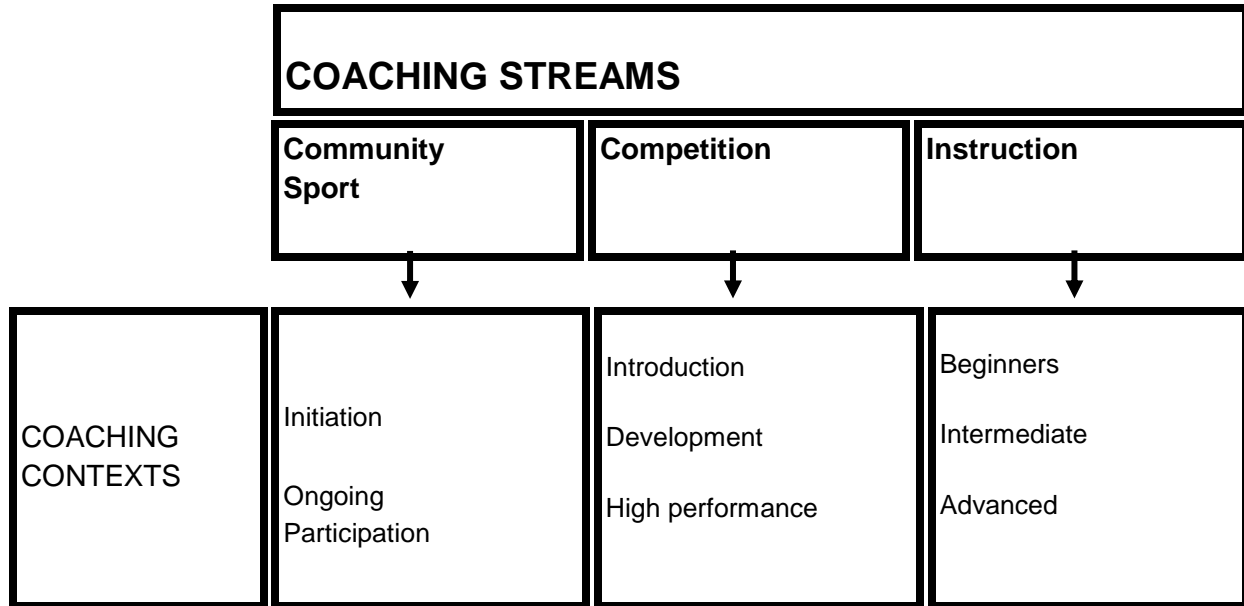 COACHING STREAMS
Community
Sport
Competition
Instruction
COACHING
CONTEXTS
Initiation
Ongoing
Participation
Introduction
Development
High performance
Beginners
Intermediate
Advanced